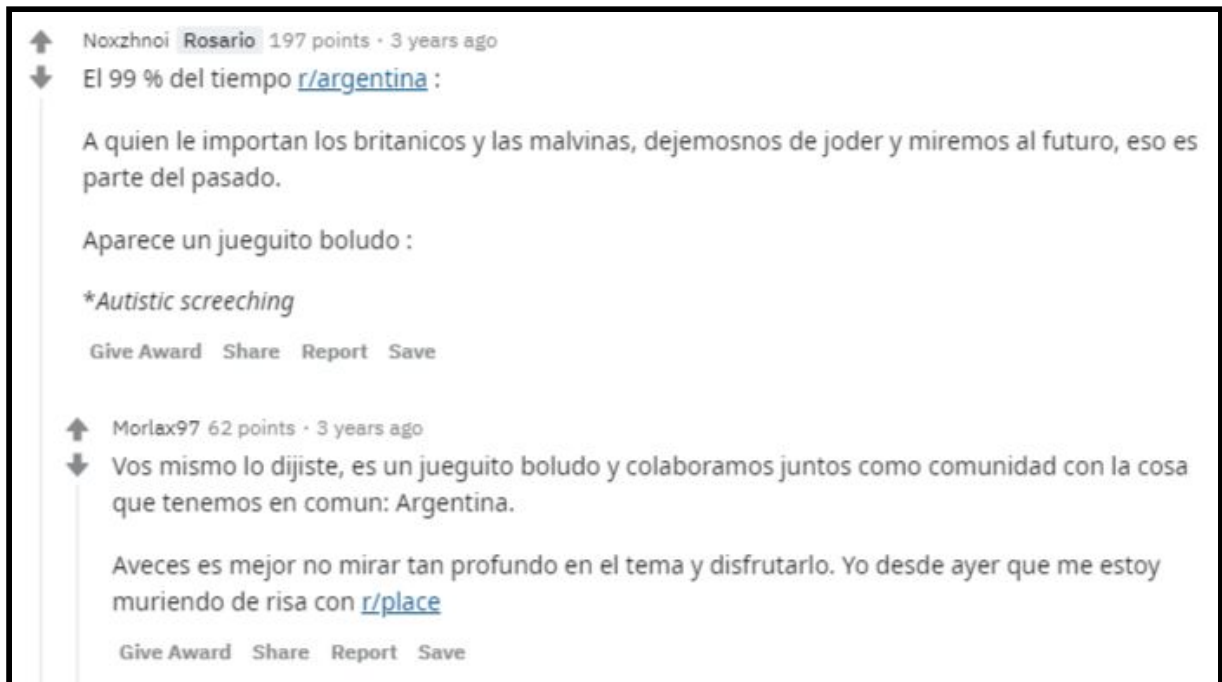 Noxzhnoi Rosario 197 points · 3 years ago
El 99 % del tiempo r/argentina :
A quien le importan los britanicos y las malvinas, dejemosnos de joder y miremos al futuro, eso es
parte del pasado.
Aparece un jueguito boludo :
*Autistic screeching
Give Award Share Report Save
Morlax97 62 points · 3 years ago
Vos mismo lo dijiste, es un jueguito boludo y colaboramos juntos como comunidad con la cosa
que tenemos en comun: Argentina.
Aveces es mejor no mirar tan profundo en el tema y disfrutarlo. Yo desde ayer que me estoy
muriendo de risa con r/place
Give Award Share Report Save